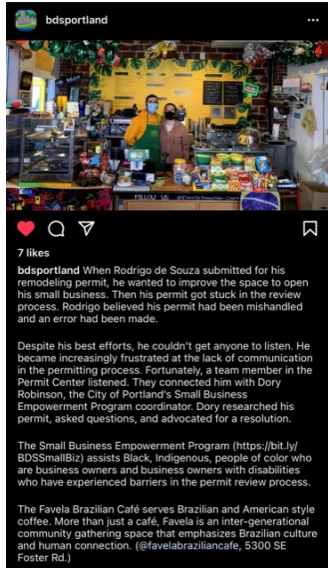 bdsportland
FOLLOW US
7 likes
bdsportland When Rodrigo de Souza submitted for his
remodeling permit, he wanted to improve the space to open
his small business. Then his permit got stuck in the review
process. Rodrigo believed his permit had been mishandled
and an error had been made.
Despite his best efforts, he couldn't get anyone to listen. He
became increasingly frustrated at the lack of communication
in the permitting process. Fortunately, a team member in the
Permit Center listened. They connected him with Dory
Robinson, the City of Portland's Small Business
Empowerment Program coordinator. Dory researched his
permit, asked questions, and advocated for a resolution.
The Small Business Empowerment Program (https://bit.ly/
BDSSmallBiz) assists Black, Indigenous, people of color who
are business owners and business owners with disabilities
who have experienced barriers in the permit review process.
The Favela Brazilian Café serves Brazilian and American style
coffee. More than just a café, Favela is an inter-generational
community gathering space that emphasizes Brazilian culture
and human connection. (@favelabraziliancafe, 5300 SE
Foster Rd.)